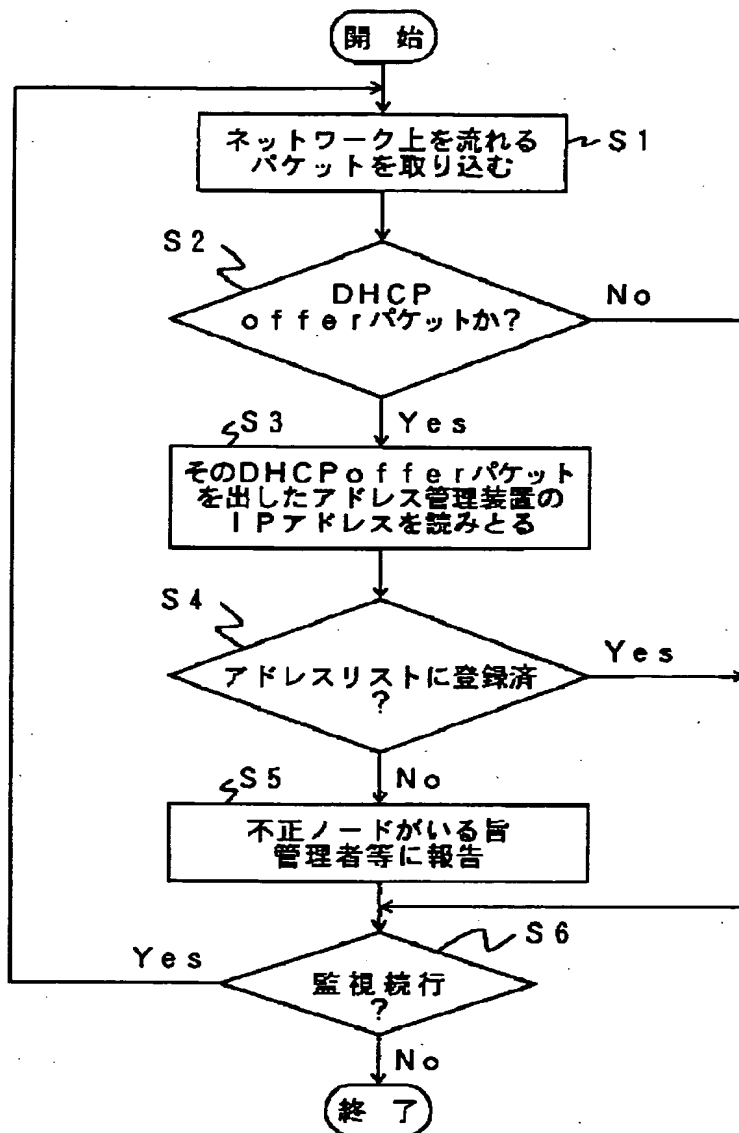 開始
ネットワーク上を流れる
パケットを取り込む
S1
S2
DHCP
offerパケットか?
No
Yes
S3
そのDHCPofferパケット
を出したアドレス管理装置の
IPアドレスを読みとる
S4
アドレスリストに登録済
?
Yes
No
S5
不正ノードがいる旨
管理者等に報告
S6
監視続行
?
Yes
No
終了